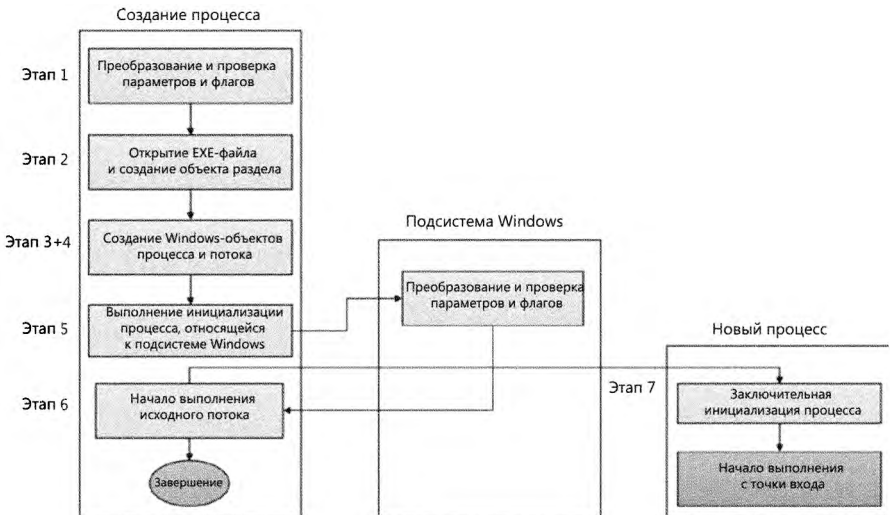 Создание процесса
Этап 1
Преобразование и проверка
параметров и флагов
Этап 2
Открытие EXE-файла
и создание объекта раздела
Этап 3+4
Создание Windows-объектов
процесса и потока
Этап 5
Выполнение инициализации
процесса, относящейся
к подсистеме Windows
Этап 6
Начало выполнения
исходного потока
Завершение
Подсистема Windows
Преобразование и проверка
параметров и флагов
Новый процесс
Этап 7
Заключительная
инициализация процесса
Начало выполнения
с точки входа